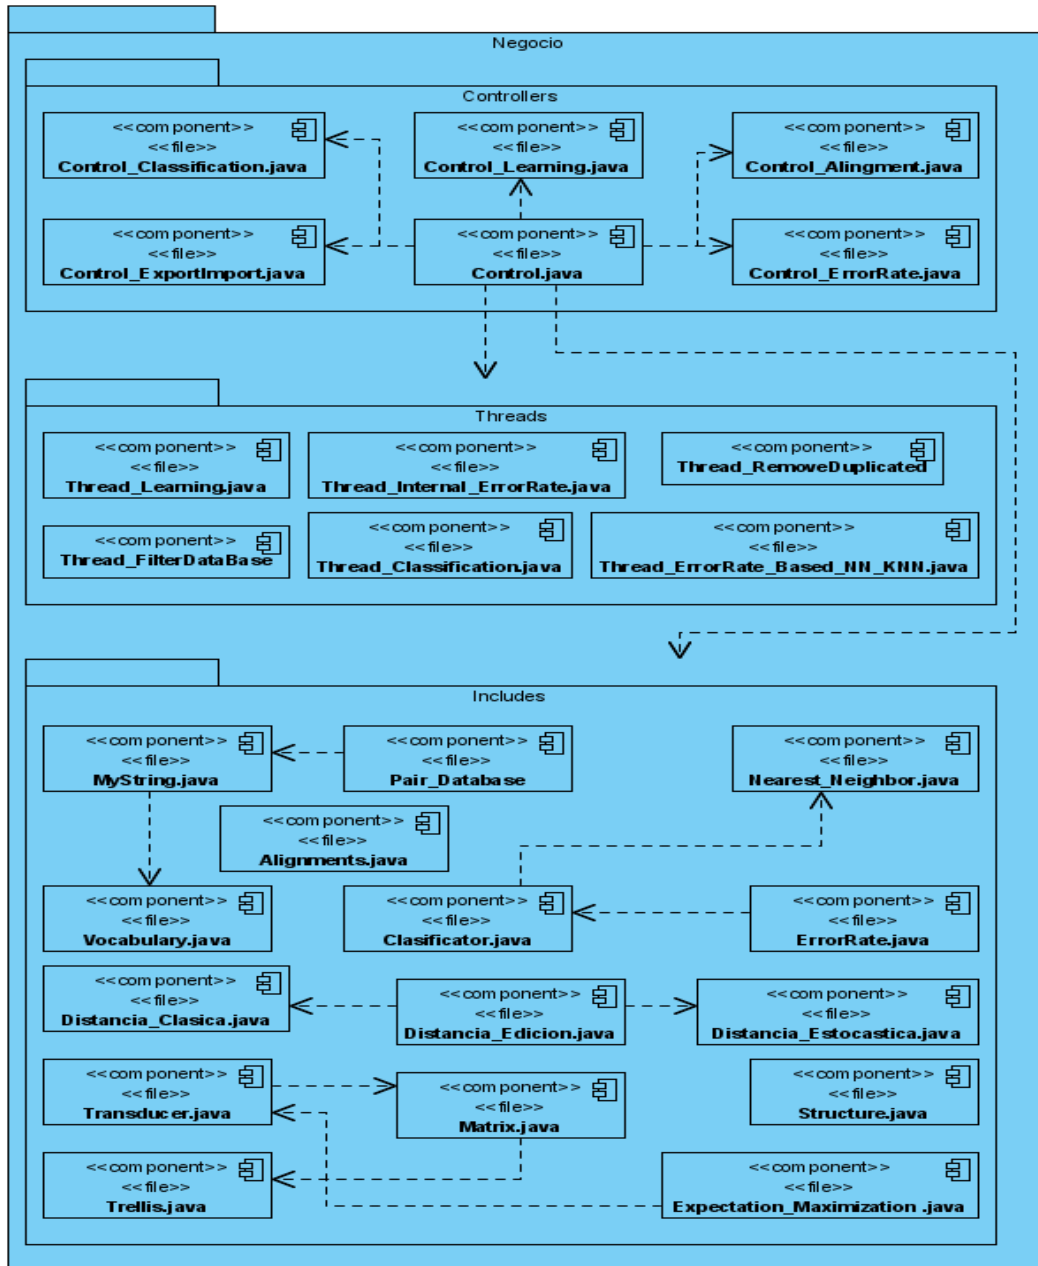 Negocio
Controllers
<<component>>
<<file>>
Control_Classification.java
<<component>>
<<file>>
Control_Learning.java
<<component>>
<<file>>
Control_Alingment.java
<<component>>
<<file>>
Control_ExportImport.java
<<component>>
<<file>>
Control.java
<<component>>
<<file>>
Control_ErrorRate.java
Threads
<<component>>
<<file>>
Thread_Learning.java
<<component>>
<<file>>
Thread_Internal_ErrorRate.java
<<component>>
Thread_RemoveDuplicated
<<component>>
Thread_FilterDataBase
<<component>>
<<file>>
Thread_Classification.java
<<component>>
<<file>>
Thread_ErrorRate_Based_NN_KNN.java
Includes
<<component>>
<<file>>
MyString.java
<<component>>
<<file>>
Pair_Database
<<component>>
<<file>>
Nearest_Neighbor.java
<<component>>
<<file>>
Alignments.java
<<component>>
<<file>>
Vocabulary.java
<<component>>
<<file>>
Clasificator.java
<<component>>
<<file>>
ErrorRate.java
<<component>>
<<file>>
Distancia_Clasica.java
<<component>>
<<file>>
Distancia_Edicion.java
<<component>>
<<file>>
Distancia_Estocastica.java
<<component>>
<<file>>
Transducer.java
<<component>>
<<file>>
Matrix.java
<<component>>
<<file>>
Structure.java
<<component>>
<<file>>
Trellis.java
<<component>>
<<file>>
Expectation_Maximization .java